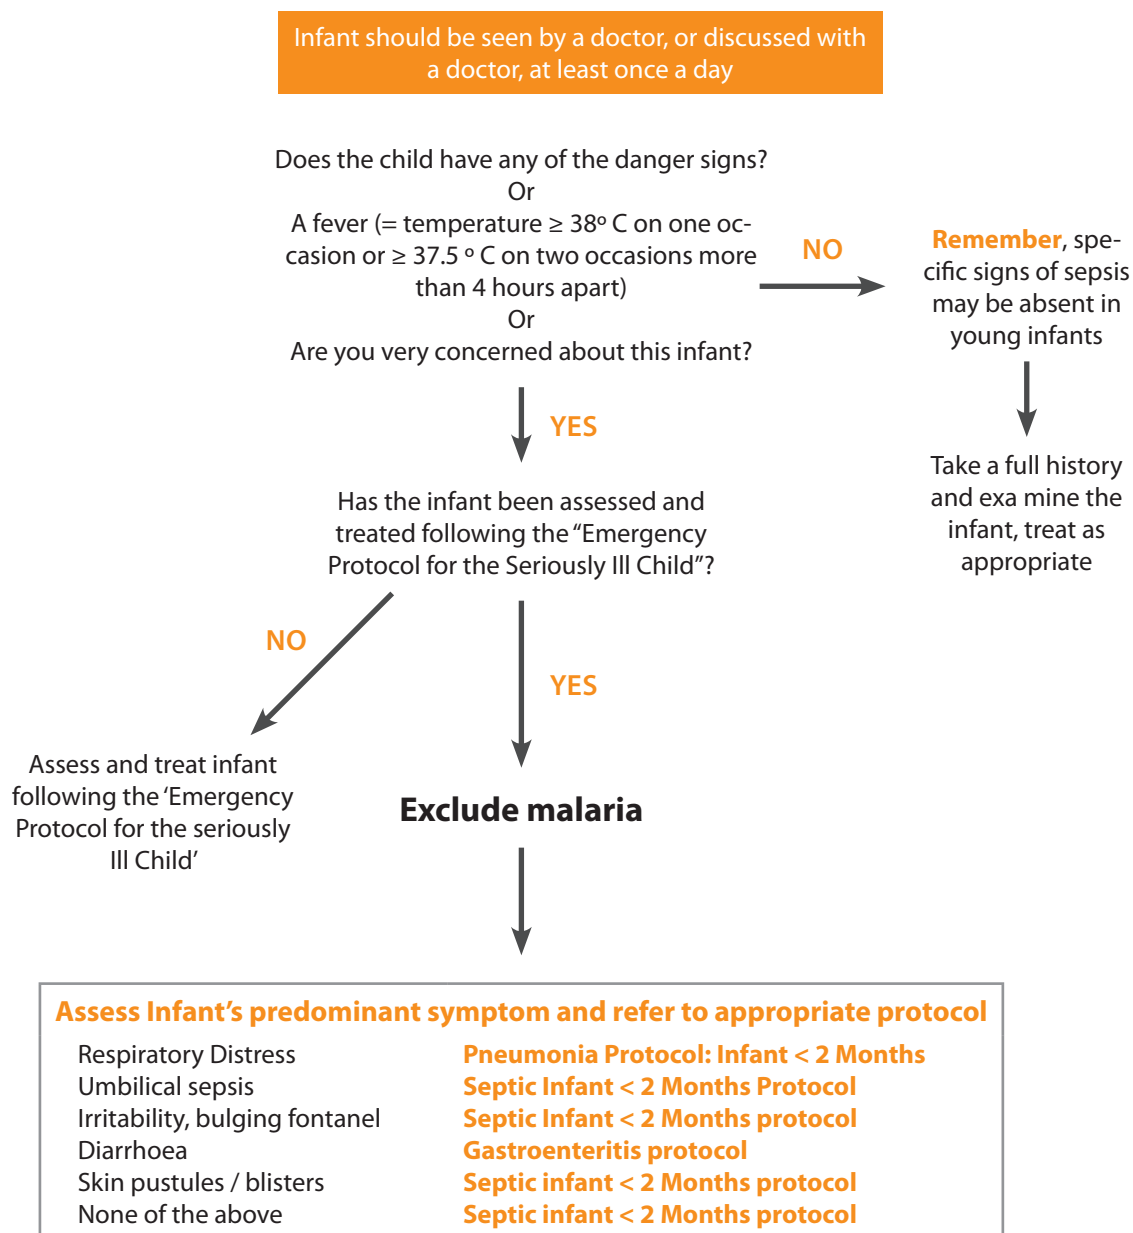 Infant should be seen by a doctor, or discussed with
a doctor, at least once a day
Does the child have any of the danger signs?
Or
A fever (= temperature ≥ 38º C on one oc-
casion or ≥ 37.5 º C on two occasions more
than 4 hours apart)
Or
Are you very concerned about this infant?
NO
Remember, spe-
cific signs of sepsis
may be absent in
young infants
Take a full history
and exa mine the
infant, treat as
appropriate
YES
Has the infant been assessed and
treated following the “Emergency
Protocol for the Seriously Ill Child”?
NO
Assess and treat infant
following the ‘Emergency
Protocol for the seriously
Ill Child’
YES
Exclude malaria
Assess Infant’s predominant symptom and refer to appropriate protocol
Respiratory Distress Pneumonia Protocol: Infant < 2 Months
Umbilical sepsis Septic Infant < 2 Months Protocol
Irritability, bulging fontanel Septic Infant < 2 Months protocol
Diarrhoea Gastroenteritis protocol
Skin pustules / blisters Septic infant < 2 Months protocol
None of the above Septic infant < 2 Months protocol